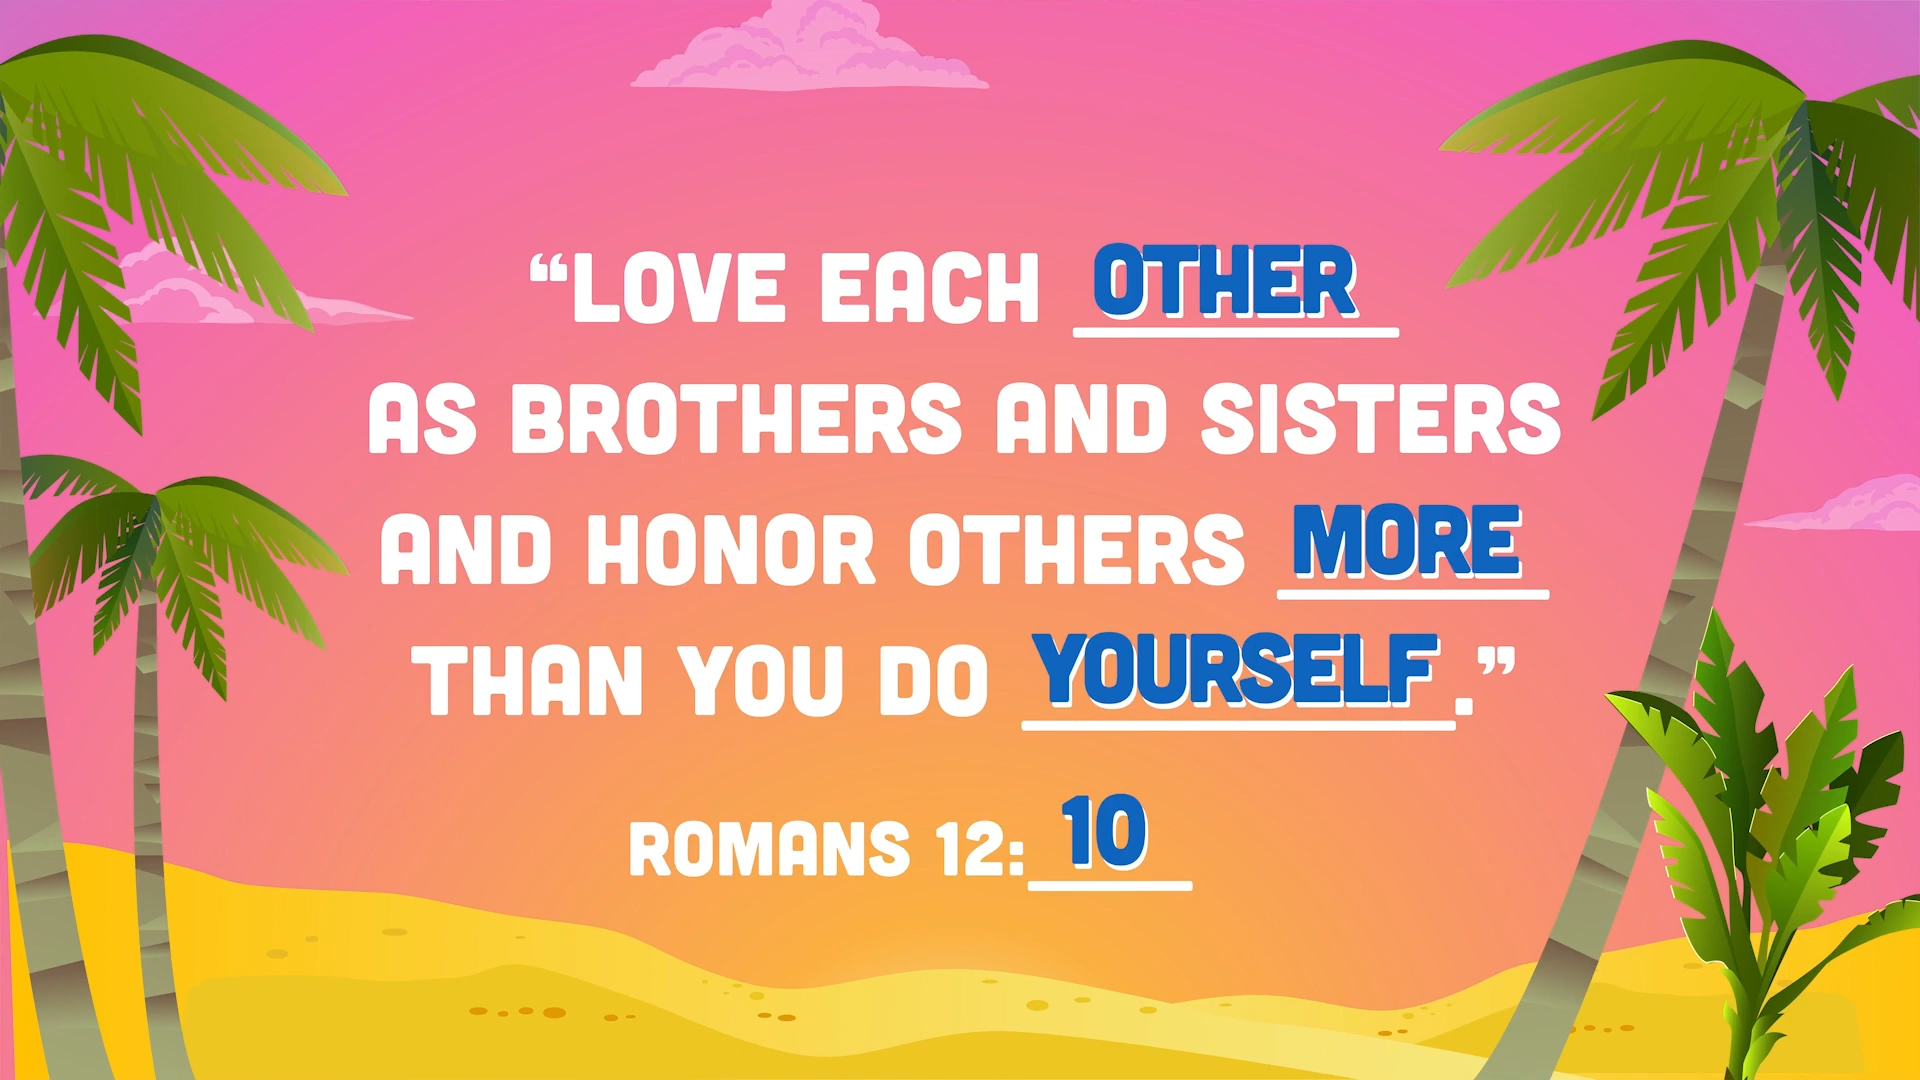 “LOVE EACH OTHER
AS BROTHERS AND SISTERS
AND HONOR OTHERS MORE
THAN YOU DO YOURSELF.”
ROMANS 12:10